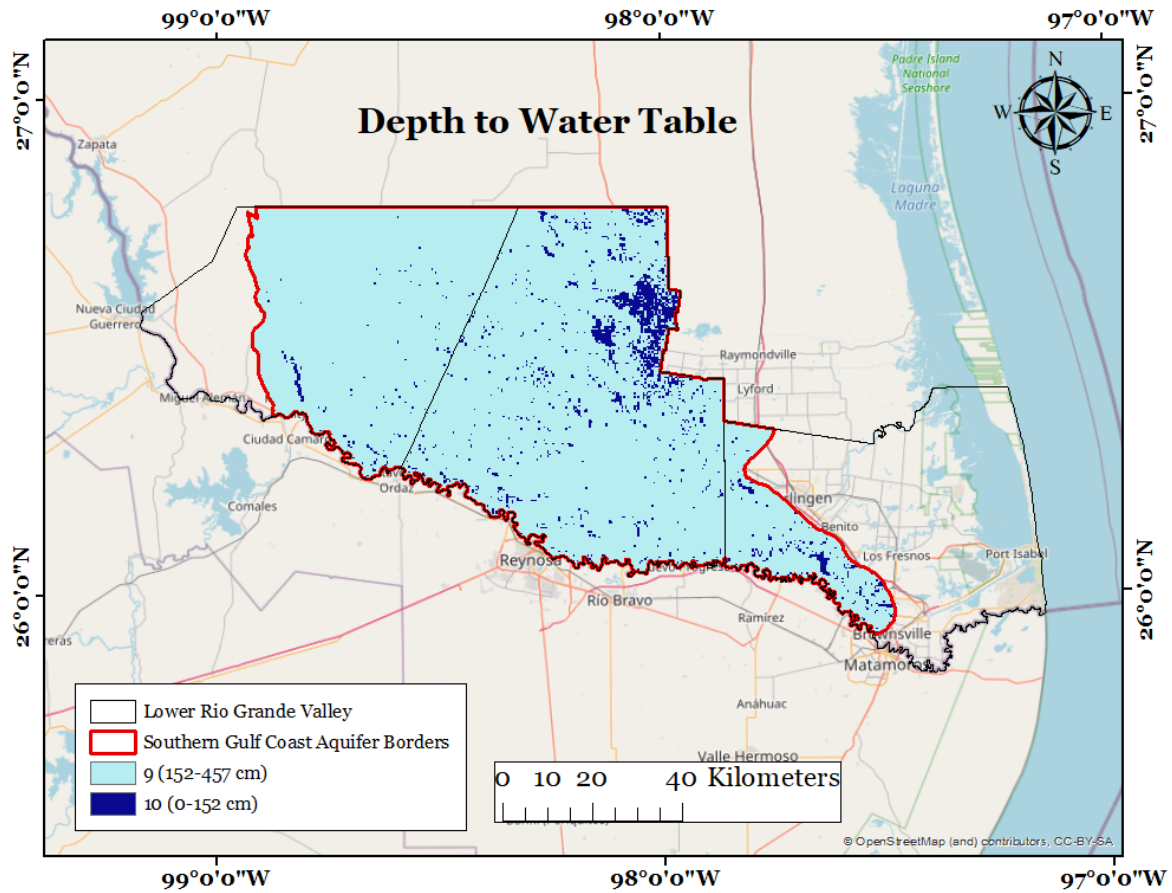 99°0'0"W
98°0'0"W
97°0'0"W
27°0'0"N
27°0'0"N
Padre Island
National
Seashore
N
W
E
S
Depth to Water Table
Zapata
Laguna
Madre
Nueva Ciudad
Guerrero
Raymondville
Lyford
Miguel Alemán
Ciudad Camar
Ordaz
Comales
lingen
Benito
Los Fresnos
Port Isabel
Reynosa
Río Bravo
26°0'0"N
26°0'0"N
Ramírez
Brownsville
Matamoros
Anáhuac
Valle Hermoso
Lower Rio Grande Valley
Southern Gulf Coast Aquifer Borders
9 (152-457 cm)
10 (0-152 cm)
0 10 20 40 Kilometers
© OpenStreetMap (and) contributors, CC-BY-SA
99°0'0"W
98°0'0"W
97°0'0"W